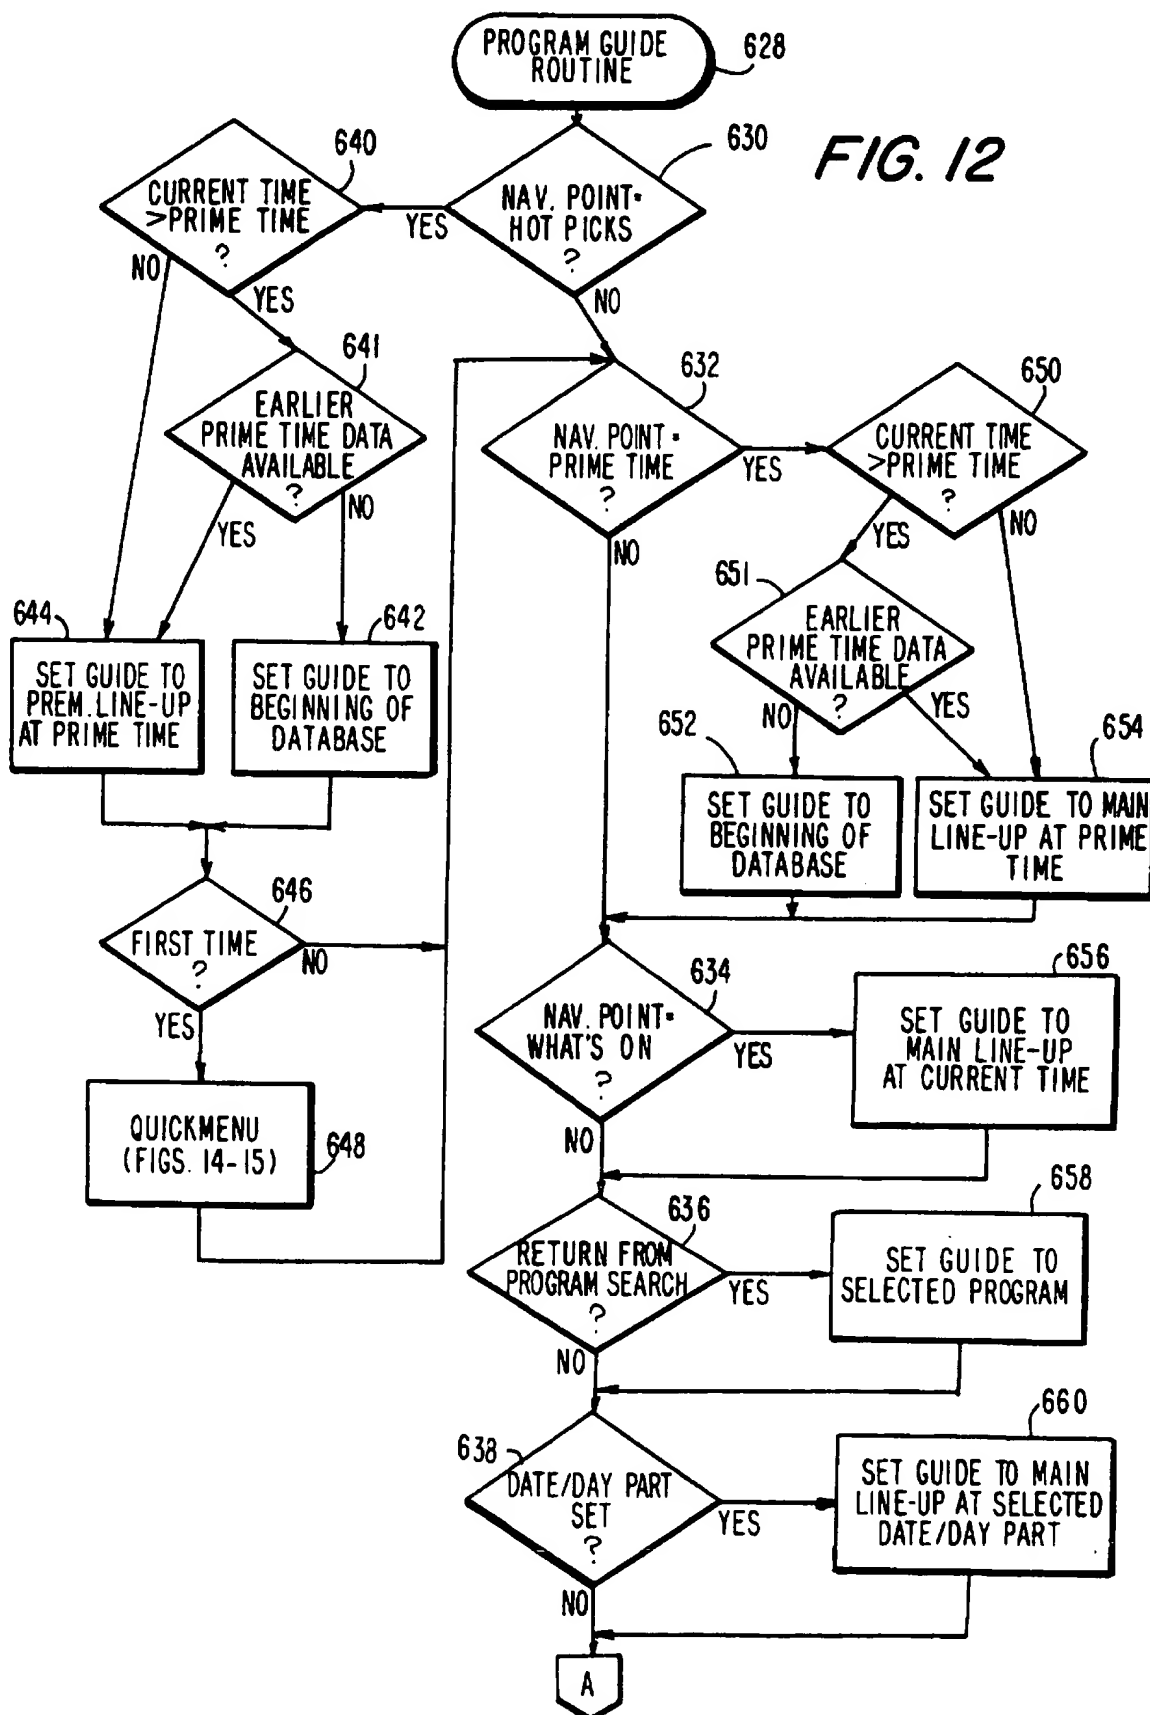 PROGRAM GUIDE
ROUTINE
628
FIG. 12
630
NAV. POINT=
HOT PICKS
?
YES
NO
640
CURRENT TIME
>PRIME TIME
?
NO
YES
641
EARLIER
PRIME TIME DATA
AVAILABLE
?
YES
NO
644
SET GUIDE TO
PREM. LINE-UP
AT PRIME TIME
642
SET GUIDE TO
BEGINNING OF
DATABASE
646
FIRST TIME
?
NO
YES
QUICKMENU
(FIGS. 14-15)
648
632
NAV. POINT=
PRIME TIME
?
YES
NO
650
CURRENT TIME
>PRIME TIME
?
YES
NO
651
EARLIER
PRIME TIME DATA
AVAILABLE
?
NO
YES
652
SET GUIDE TO
BEGINNING OF
DATABASE
654
SET GUIDE TO MAIN
LINE-UP AT PRIME
TIME
634
NAV. POINT=
WHAT'S ON
?
YES
NO
656
SET GUIDE TO
MAIN LINE-UP
AT CURRENT TIME
636
RETURN FROM
PROGRAM SEARCH
?
YES
NO
658
SET GUIDE TO
SELECTED PROGRAM
638
DATE/DAY PART
SET
?
YES
NO
660
SET GUIDE TO MAIN
LINE-UP AT SELECTED
DATE/DAY PART
A